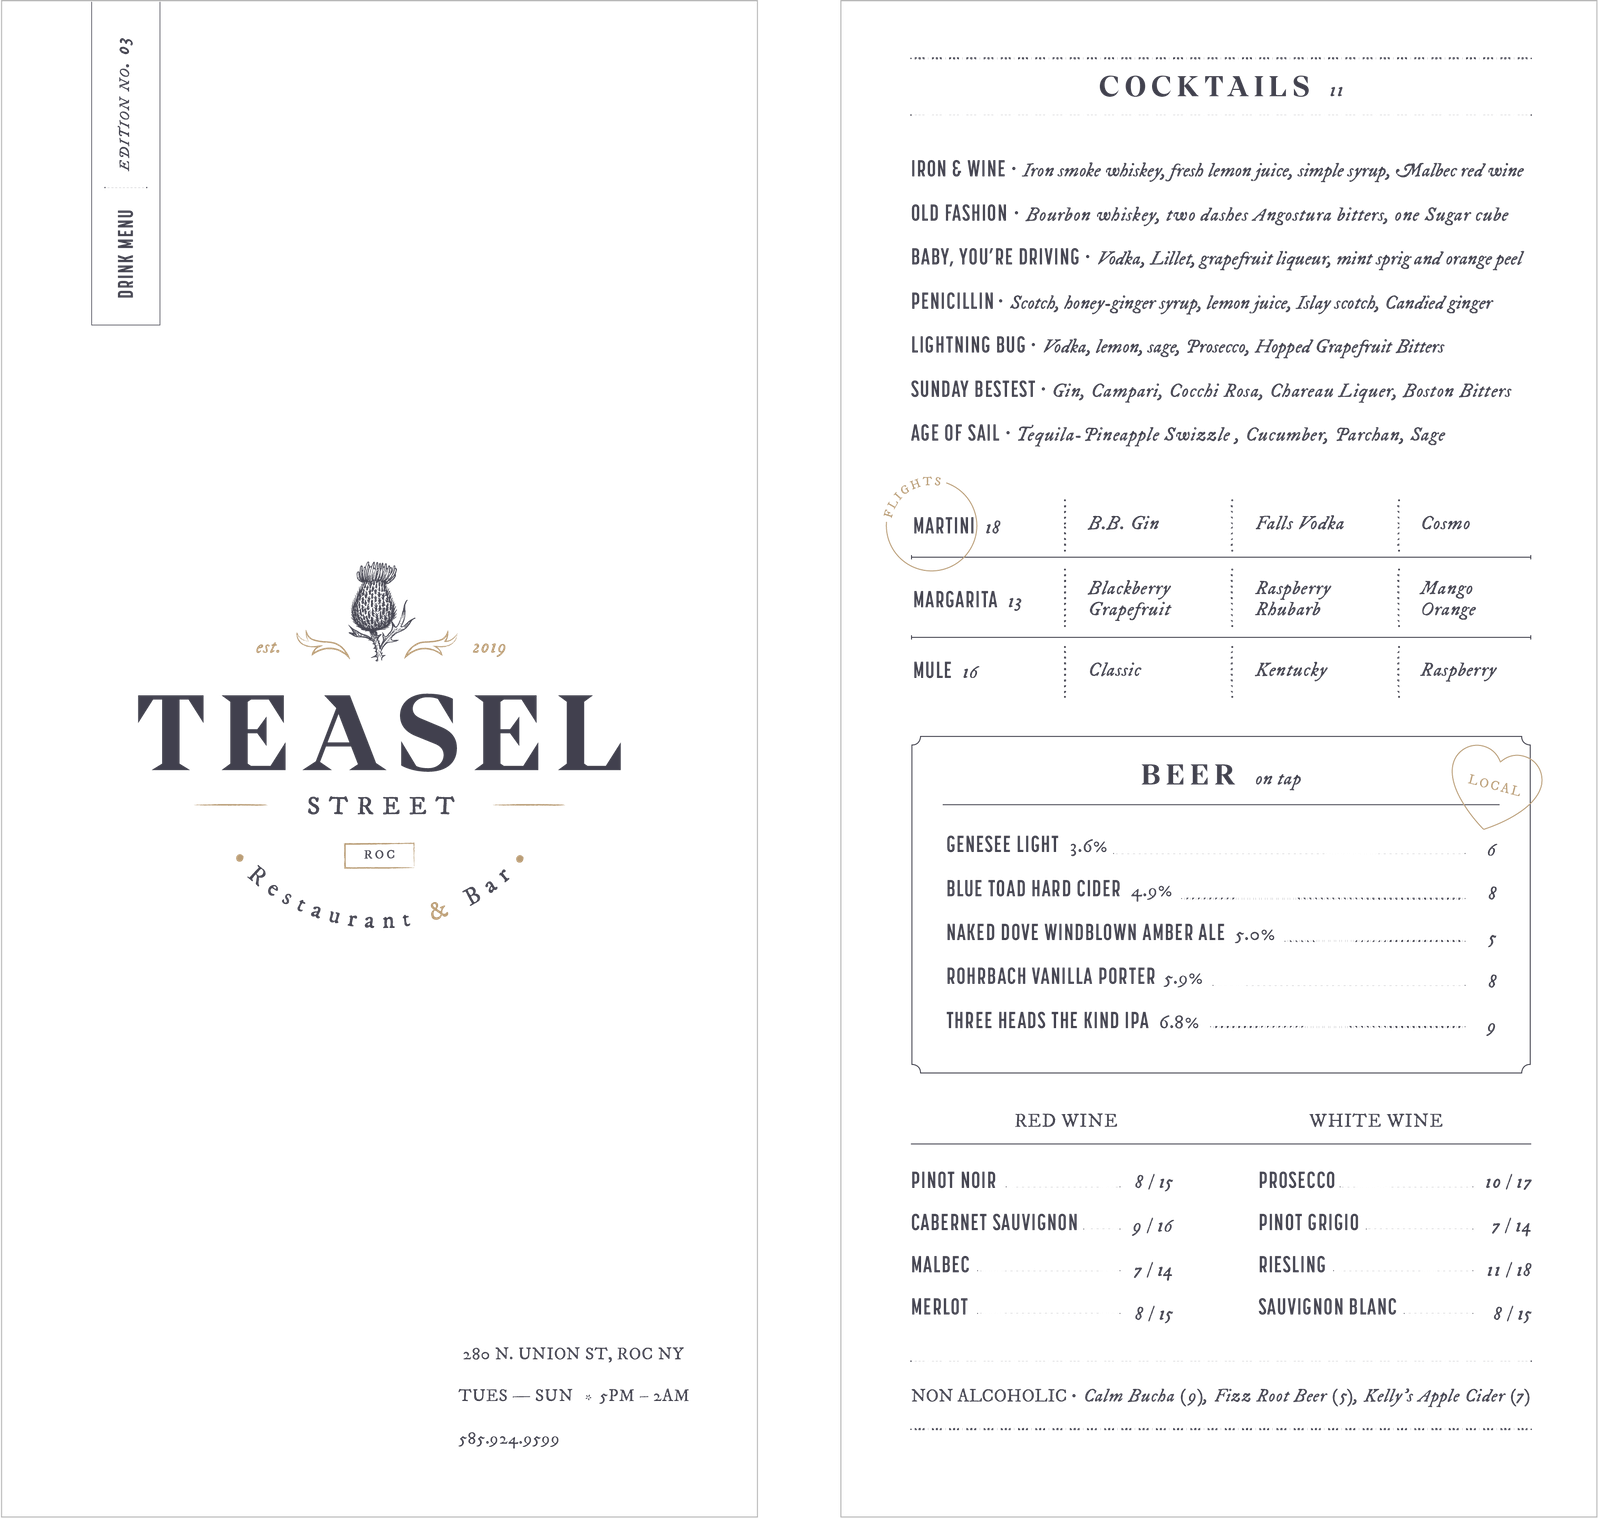 EDITION NO. 03
DRINK MENU
est. 2019
TEASEL
STREET
ROC
Restaurant & Bar
280 N. UNION ST, ROC NY
TUES — SUN * 5PM – 2AM
585.924.9599
COCKTAILS 11
IRON & WINE • Iron smoke whiskey, fresh lemon juice, simple syrup, Malbec red wine
OLD FASHION • Bourbon whiskey, two dashes Angostura bitters, one Sugar cube
BABY, YOU'RE DRIVING • Vodka, Lillet, grapefruit liqueur, mint sprig and orange peel
PENICILLIN • Scotch, honey-ginger syrup, lemon juice, Islay scotch, Candied ginger
LIGHTNING BUG • Vodka, lemon, sage, Prosecco, Hopped Grapefruit Bitters
SUNDAY BESTEST • Gin, Campari, Cocchi Rosa, Chareau Liquer, Boston Bitters
AGE OF SAIL • Tequila-Pineapple Swizzle , Cucumber, Parchan, Sage
FLIGHTS
MARTINI 18 B.B. Gin Falls Vodka Cosmo
MARGARITA 13 Blackberry Grapefruit Raspberry Rhubarb Mango Orange
MULE 16 Classic Kentucky Raspberry
BEER on tap
LOCAL
GENESEE LIGHT 3.6% 6
BLUE TOAD HARD CIDER 4.9% 8
NAKED DOVE WINDBLOWN AMBER ALE 5.0% 5
ROHRBACH VANILLA PORTER 5.9% 8
THREE HEADS THE KIND IPA 6.8% 9
RED WINE
PINOT NOIR 8 / 15
CABERNET SAUVIGNON 9 / 16
MALBEC 7 / 14
MERLOT 8 / 15
WHITE WINE
PROSECCO 10 / 17
PINOT GRIGIO 7 / 14
RIESLING 11 / 18
SAUVIGNON BLANC 8 / 15
NON ALCOHOLIC • Calm Bucha (9), Fizz Root Beer (5), Kelly's Apple Cider (7)